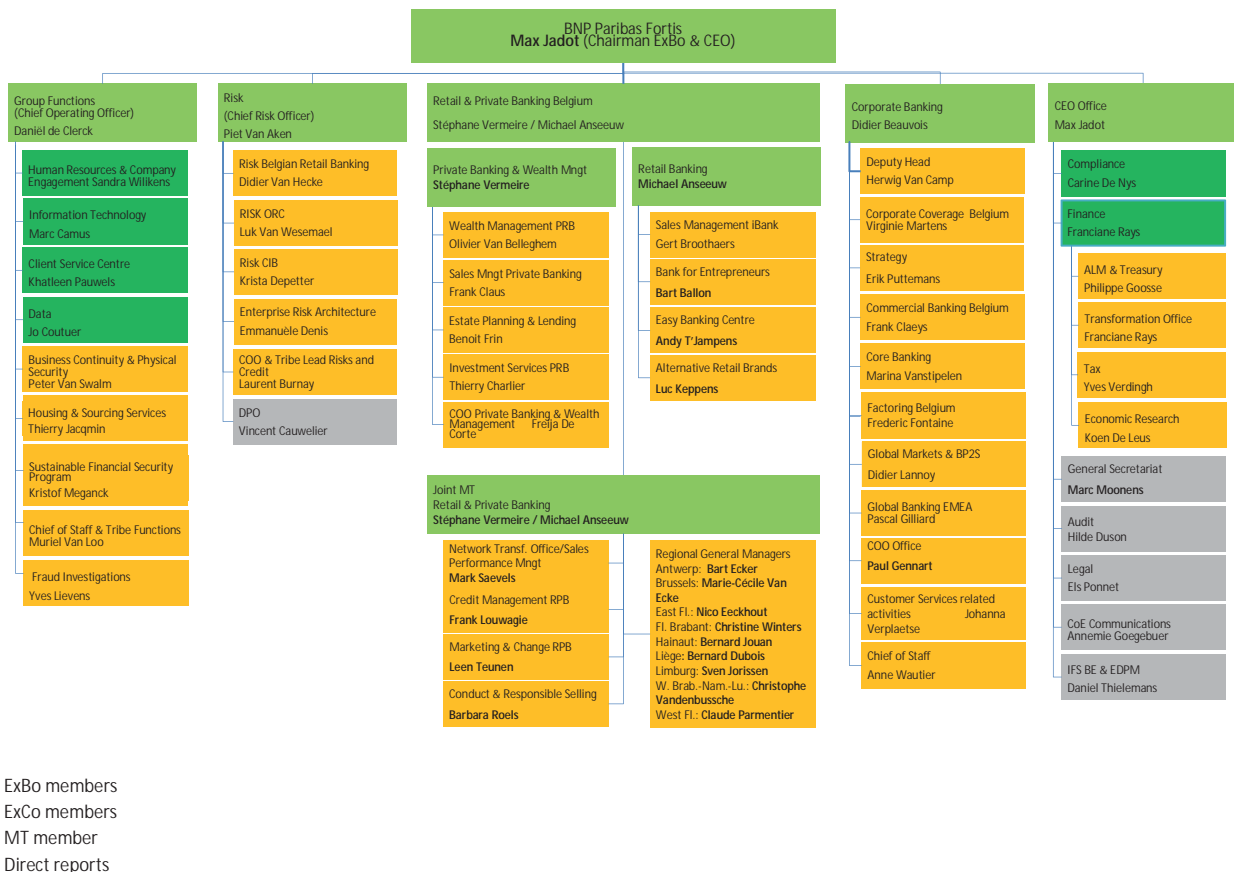 BNP Paribas Fortis
Max Jadot (Chairman ExBo & CEO)
Group Functions
(Chief Operating Officer)
Daniël de Clerck
Human Resources & Company
Engagement Sandra Wilikens
Information Technology
Marc Camus
Client Service Centre
Khatleen Pauwels
Data
Jo Coutuer
Business Continuity & Physical
Security
Peter Van Swalm
Housing & Sourcing Services
Thierry Jacqmin
Sustainable Financial Security
Program
Kristof Meganck
Chief of Staff & Tribe Functions
Muriel Van Loo
Fraud Investigations
Yves Lievens
Risk
(Chief Risk Officer)
Piet Van Aken
Risk Belgian Retail Banking
Didier Van Hecke
RISK ORC
Luk Van Wesemael
Risk CIB
Krista Depetter
Enterprise Risk Architecture
Emmanuèle Denis
COO & Tribe Lead Risks and
Credit
Laurent Burnay
DPO
Vincent Cauwelier
Retail & Private Banking Belgium
Stéphane Vermeire / Michael Anseeuw
Private Banking & Wealth Mngt
Stéphane Vermeire
Wealth Management PRB
Olivier Van Belleghem
Sales Mngt Private Banking
Frank Claus
Estate Planning & Lending
Benoit Frin
Investment Services PRB
Thierry Charlier
COO Private Banking & Wealth
Management Freija De
Corte
Retail Banking
Michael Anseeuw
Sales Management iBank
Gert Broothaers
Bank for Entrepreneurs
Bart Ballon
Easy Banking Centre
Andy T'Jampens
Alternative Retail Brands
Luc Keppens
Joint MT
Retail & Private Banking
Stéphane Vermeire / Michael Anseeuw
Network Transf. Office/Sales
Performance Mngt
Mark Saevels
Credit Management RPB
Frank Louwagie
Marketing & Change RPB
Leen Teunen
Conduct & Responsible Selling
Barbara Roels
Regional General Managers
Antwerp: Bart Ecker
Brussels: Marie-Cécile Van
Ecke
East Fl.: Nico Eeckhout
Fl. Brabant: Christine Winters
Hainaut: Bernard Jouan
Liège: Bernard Dubois
Limburg: Sven Jorissen
W. Brab.-Nam.-Lu.: Christophe
Vandenbussche
West Fl.: Claude Parmentier
Corporate Banking
Didier Beauvois
Deputy Head
Herwig Van Camp
Corporate Coverage Belgium
Virginie Martens
Strategy
Erik Puttemans
Commercial Banking Belgium
Frank Claeys
Core Banking
Marina Vanstipelen
Factoring Belgium
Frederic Fontaine
Global Markets & BP2S
Didier Lannoy
Global Banking EMEA
Pascal Gilliard
COO Office
Paul Gennart
Customer Services related
activities Johanna
Verplaetse
Chief of Staff
Anne Wautier
CEO Office
Max Jadot
Compliance
Carine De Nys
Finance
Franciane Rays
ALM & Treasury
Philippe Goosse
Transformation Office
Franciane Rays
Tax
Yves Verdingh
Economic Research
Koen De Leus
General Secretariat
Marc Moonens
Audit
Hilde Duson
Legal
Els Ponnet
CoE Communications
Annemie Goegebuer
IFS BE & EDPM
Daniel Thielemans
ExBo members
ExCo members
MT member
Direct reports